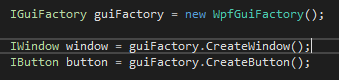 IGuiFactory guiFactory = new WpfGuiFactory();
IWindow window = guiFactory.CreateWindow();
IButton button = guiFactory.CreateButton();